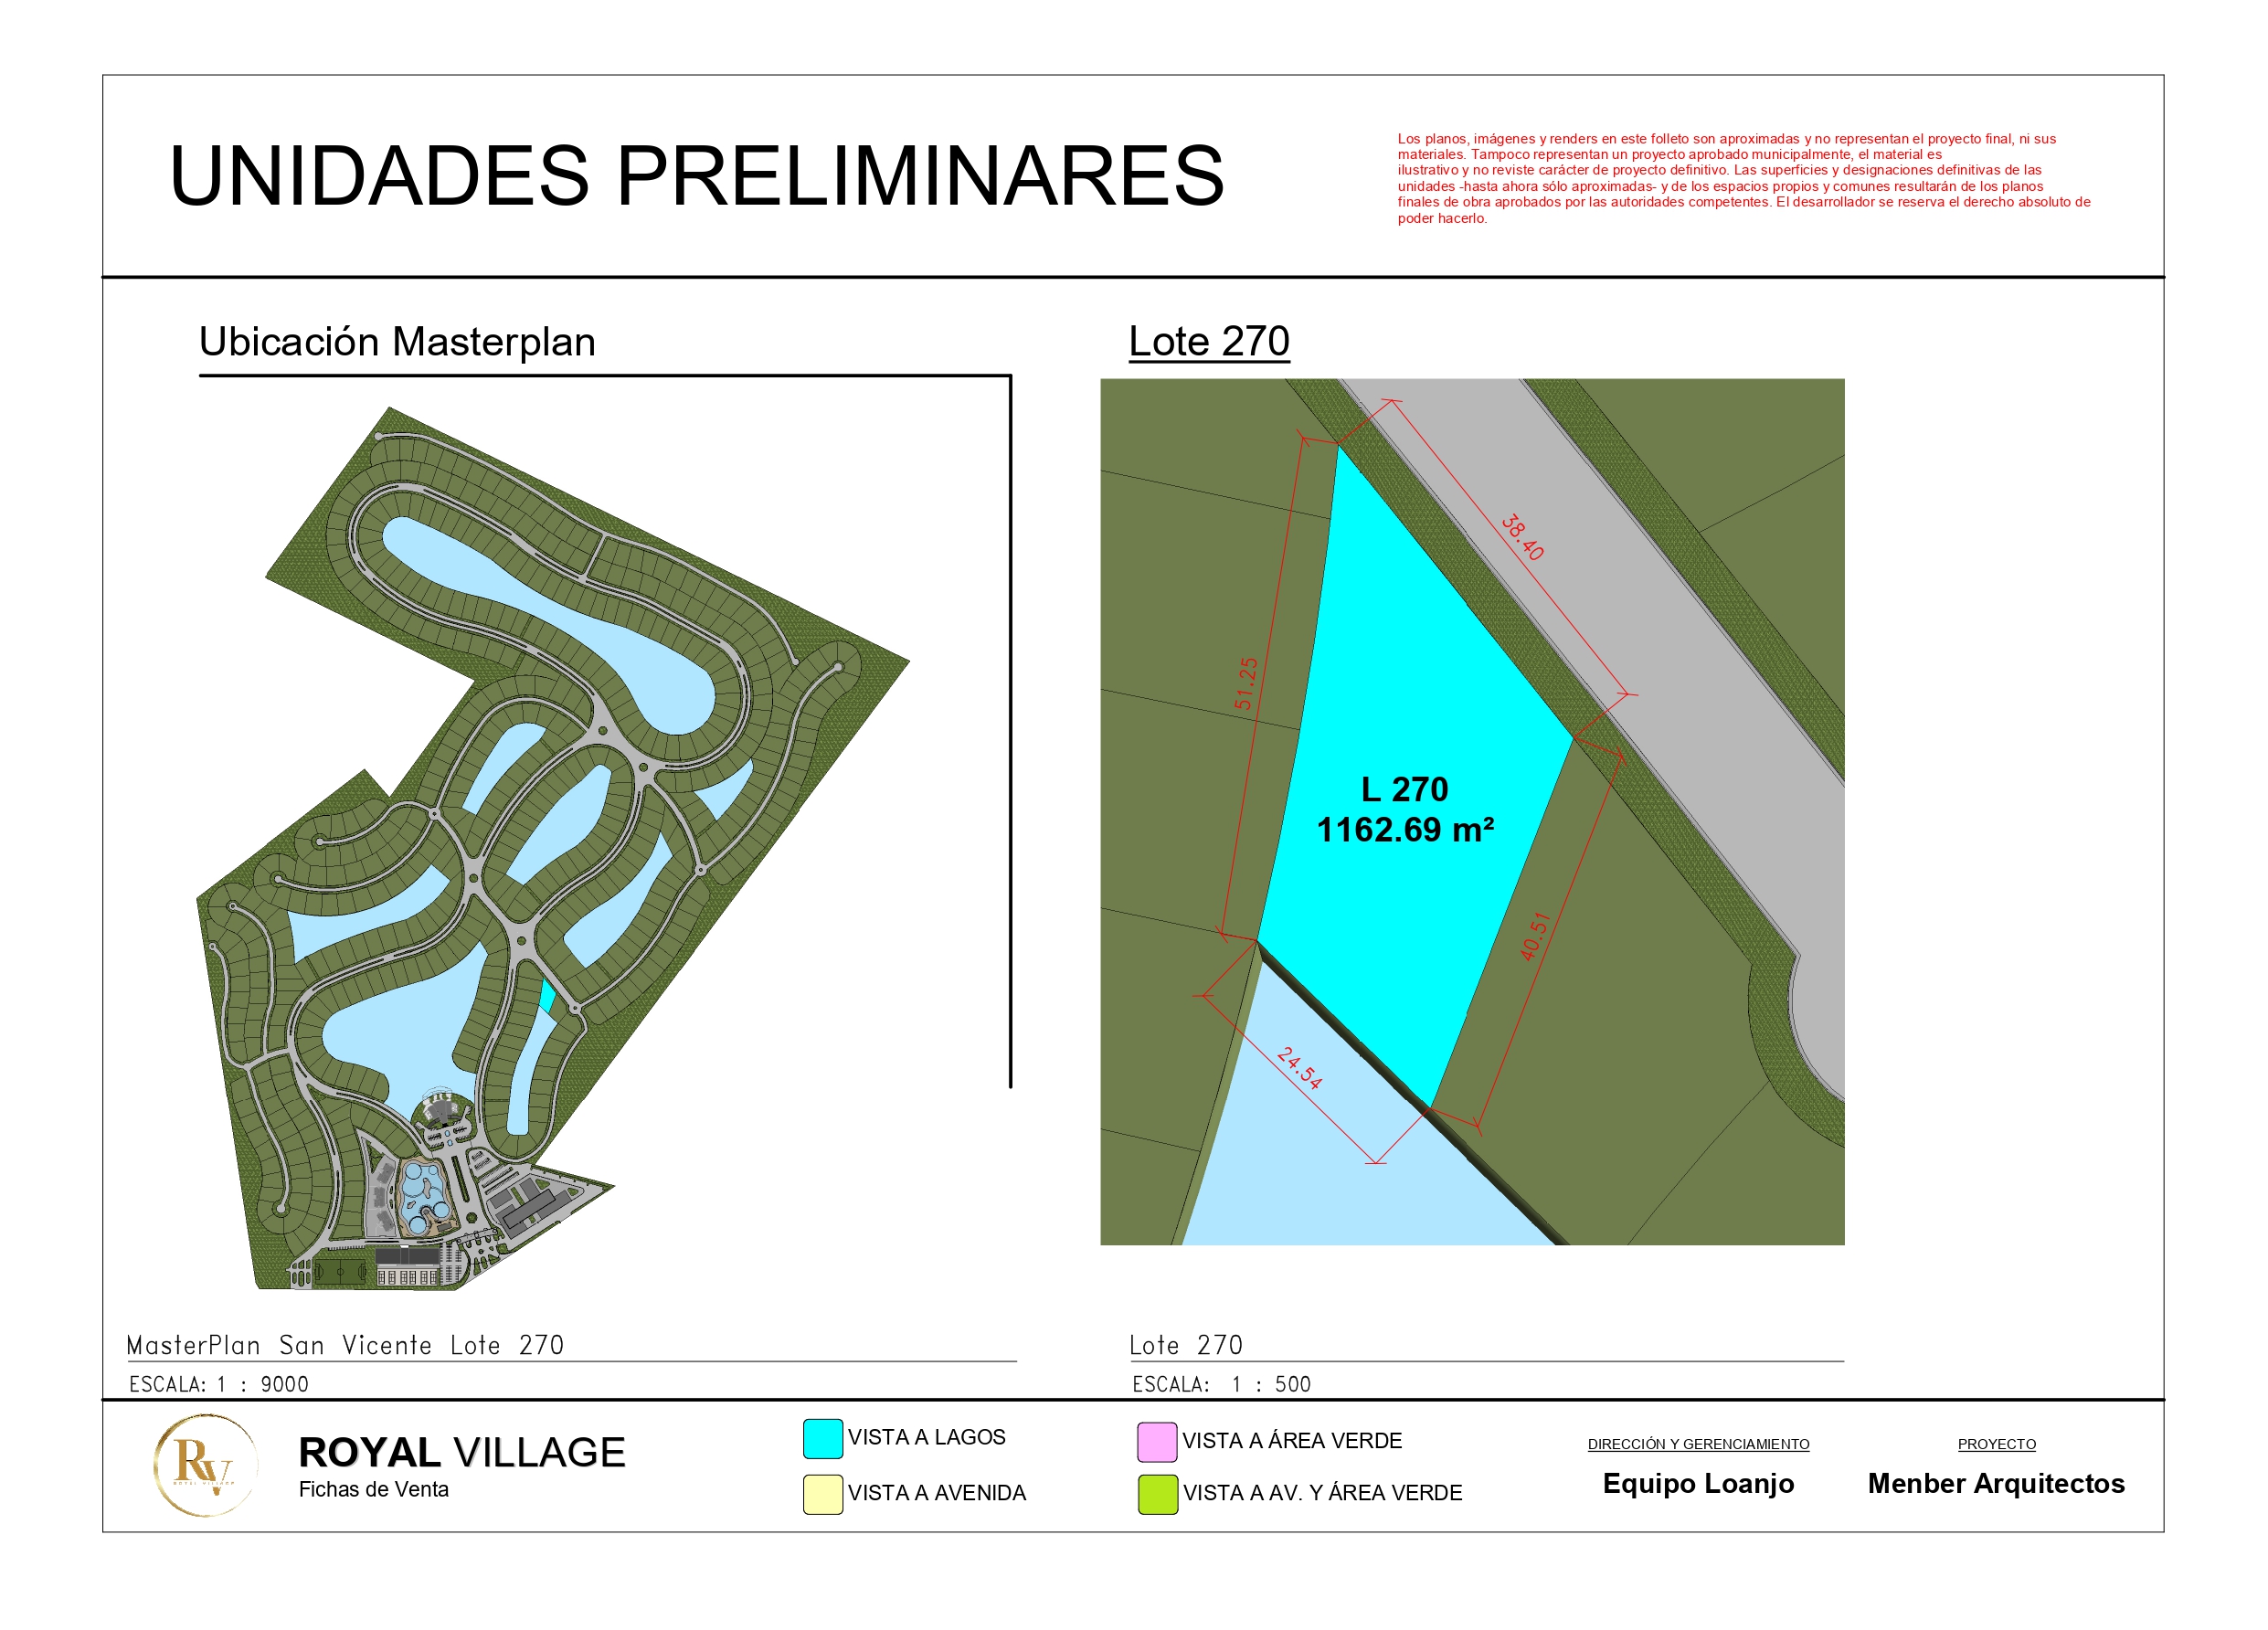 UNIDADES PRELIMINARES
Los planos, imágenes y renders en este folleto son aproximadas y no representan el proyecto final, ni sus
materiales. Tampoco representan un proyecto aprobado municipalmente, el material es
ilustrativo y no reviste carácter de proyecto definitivo. Las superficies y designaciones definitivas de las
unidades -hasta ahora sólo aproximadas- y de los espacios propios y comunes resultarán de los planos
finales de obra aprobados por las autoridades competentes. El desarrollador se reserva el derecho absoluto de
poder hacerlo.
Ubicación Masterplan
Lote 270
38.40
51.25
L 270
1162.69 m²
40.51
24.54
MasterPlan San Vicente Lote 270
ESCALA: 1 : 9000
Lote 270
ESCALA: 1 : 500
RV
ROYAL VILLAGE
ROYAL VILLAGE
Fichas de Venta
VISTA A LAGOS
VISTA A AVENIDA
VISTA A ÁREA VERDE
VISTA A AV. Y ÁREA VERDE
DIRECCIÓN Y GERENCIAMIENTO
Equipo Loanjo
PROYECTO
Menber Arquitectos